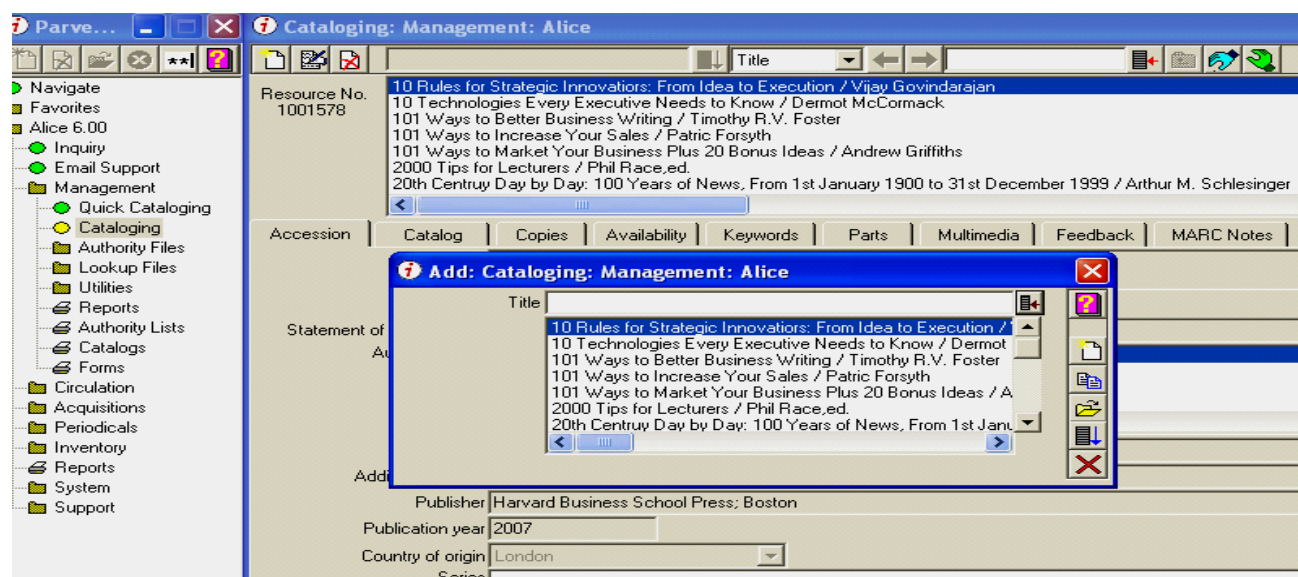 Parve...
Navigate
Favorites
Alice 6.00
Inquiry
Email Support
Management
Quick Cataloging
Cataloging
Authority Files
Lookup Files
Utilities
Reports
Authority Lists
Catalogs
Forms
Circulation
Acquisitions
Periodicals
Inventory
Reports
System
Support
Cataloging: Management: Alice
Title
Resource No.
1001578
10 Rules for Strategic Innovatiors: From Idea to Execution / Vijay Govindarajan
10 Technologies Every Executive Needs to Know / Dermot McCormack
101 Ways to Better Business Writing / Timothy R.V. Foster
101 Ways to Increase Your Sales / Patric Forsyth
101 Ways to Market Your Business Plus 20 Bonus Ideas / Andrew Griffiths
2000 Tips for Lecturers / Phil Race,ed.
20th Centruy Day by Day: 100 Years of News, From 1st January 1900 to 31st December 1999 / Arthur M. Schlesinger
Accession Catalog Copies Availability Keywords Parts Multimedia Feedback MARC Notes
Add: Cataloging: Management: Alice
Title
10 Rules for Strategic Innovatiors: From Idea to Execution /
10 Technologies Every Executive Needs to Know / Dermot
101 Ways to Better Business Writing / Timothy R.V. Foster
101 Ways to Increase Your Sales / Patric Forsyth
101 Ways to Market Your Business Plus 20 Bonus Ideas / A
2000 Tips for Lecturers / Phil Race,ed.
20th Centruy Day by Day: 100 Years of News, From 1st Janu
Statement of
Au
Addi
Publisher Harvard Business School Press; Boston
Publication year 2007
Country of origin London
Series